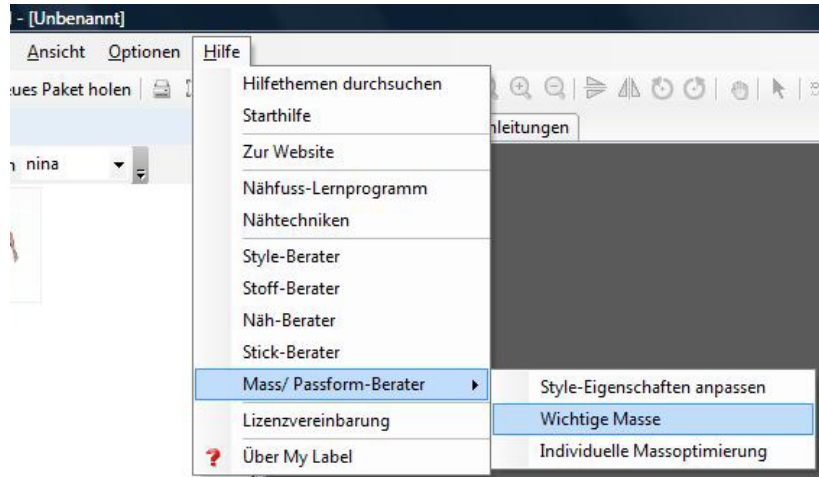 - [Unbenannt]
Ansicht Optionen Hilfe
ues Paket holen
Hilfethemen durchsuchen
Starthilfe
nleitungen
Zur Website
nina
Nähfuss-Lernprogramm
Nähtechniken
Style-Berater
Stoff-Berater
Näh-Berater
Stick-Berater
Mass/ Passform-Berater
Style-Eigenschaften anpassen
Lizenzvereinbarung
Wichtige Masse
Über My Label
Individuelle Massoptimierung